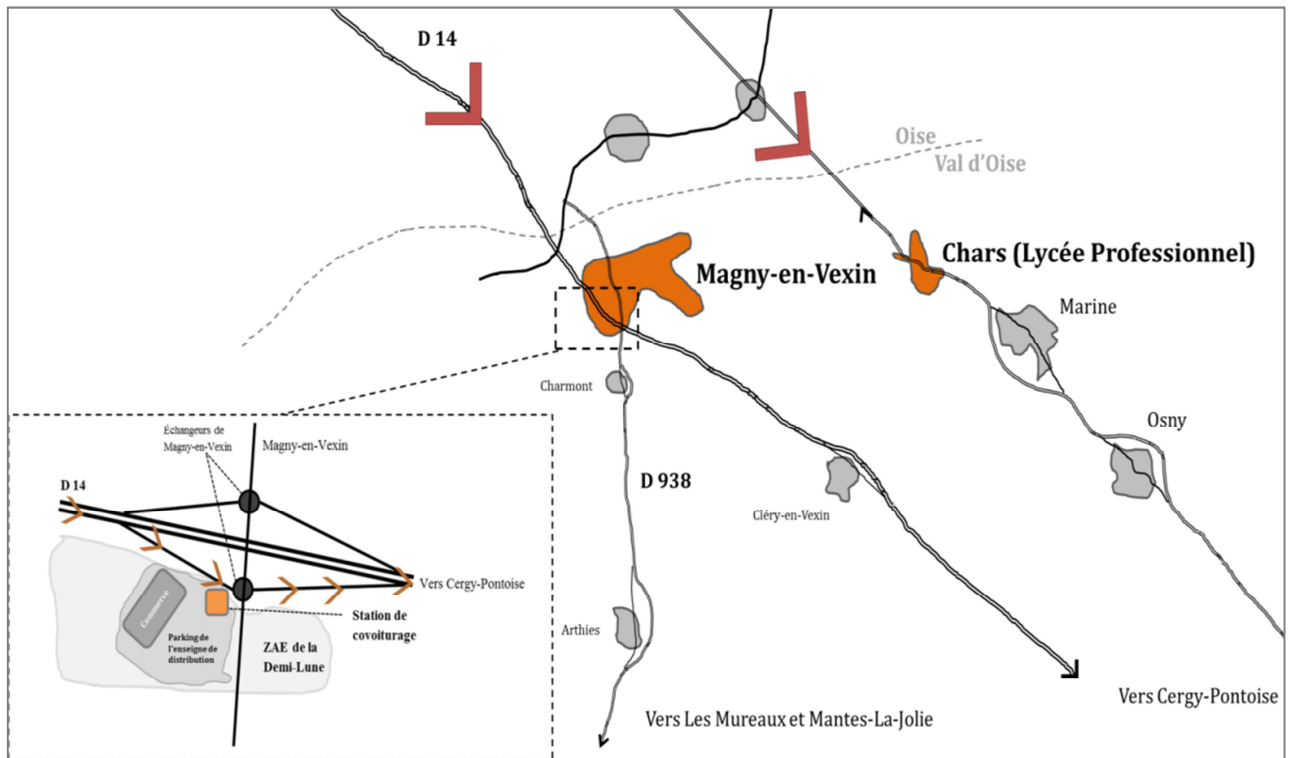 D 14
Oise
Val d'Oise
Chars (Lycée Professionnel)
Magny-en-Vexin
Marine
Charmont
Osny
D 938
Cléry-en-Vexin
Arthies
Vers Cergy-Pontoise
Vers Les Mureaux et Mantes-La-Jolie
Échangeurs de
Magny-en-Vexin
Magny-en-Vexin
D 14
Vers Cergy-Pontoise
Commerce
Station de
covoiturage
Parking de
l'enseigne de
distribution
ZAE de la
Demi-Lune